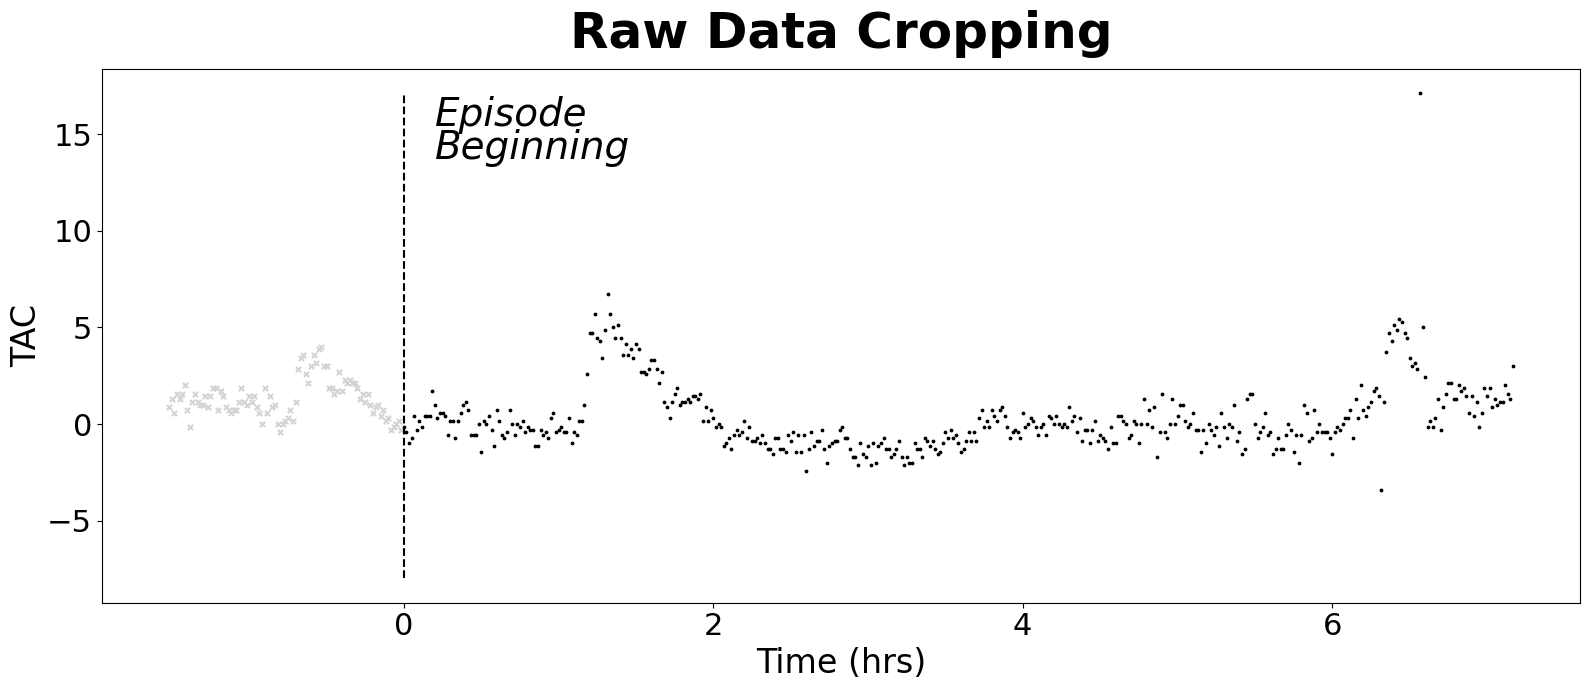 Raw Data Cropping
Episode
Beginning
15
10
5
0
−5
TAC
0 2 4 6
Time (hrs)